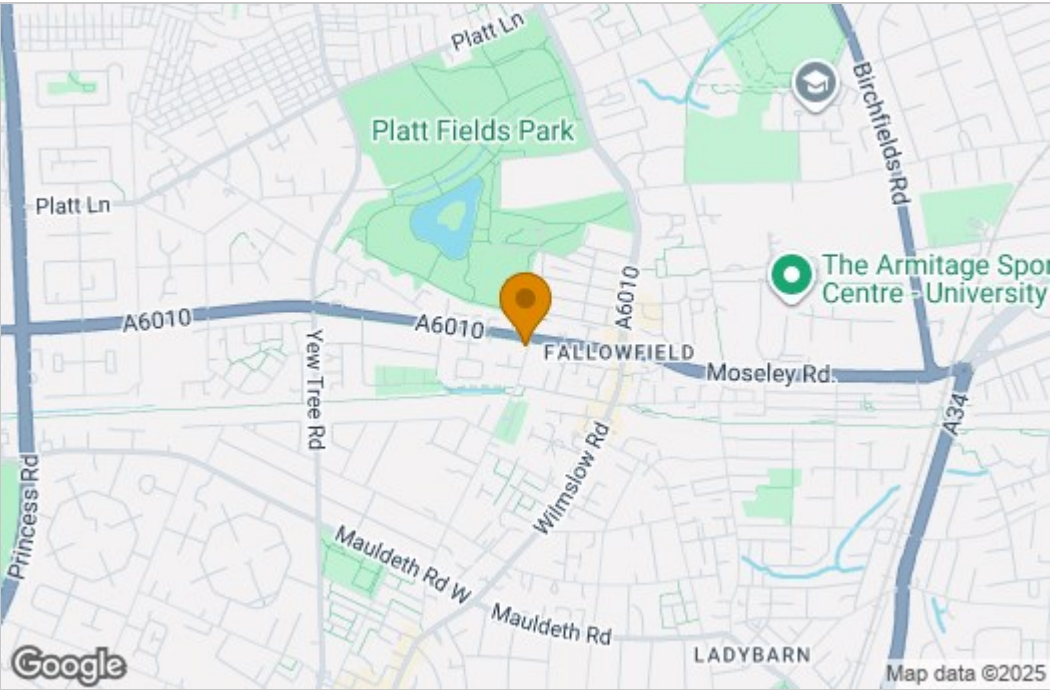 Platt Ln
Birchfields Rd
Platt Fields Park
Platt Ln
The Armitage Spor
Centre - University
A6010
A6010
A6010
FALLOWFIELD
Moseley Rd.
Yew Tree Rd
A34
Princess Rd
Wilmslow Rd
Mauldeth Rd W
Mauldeth Rd
LADYBARN
Google
Map data ©2025